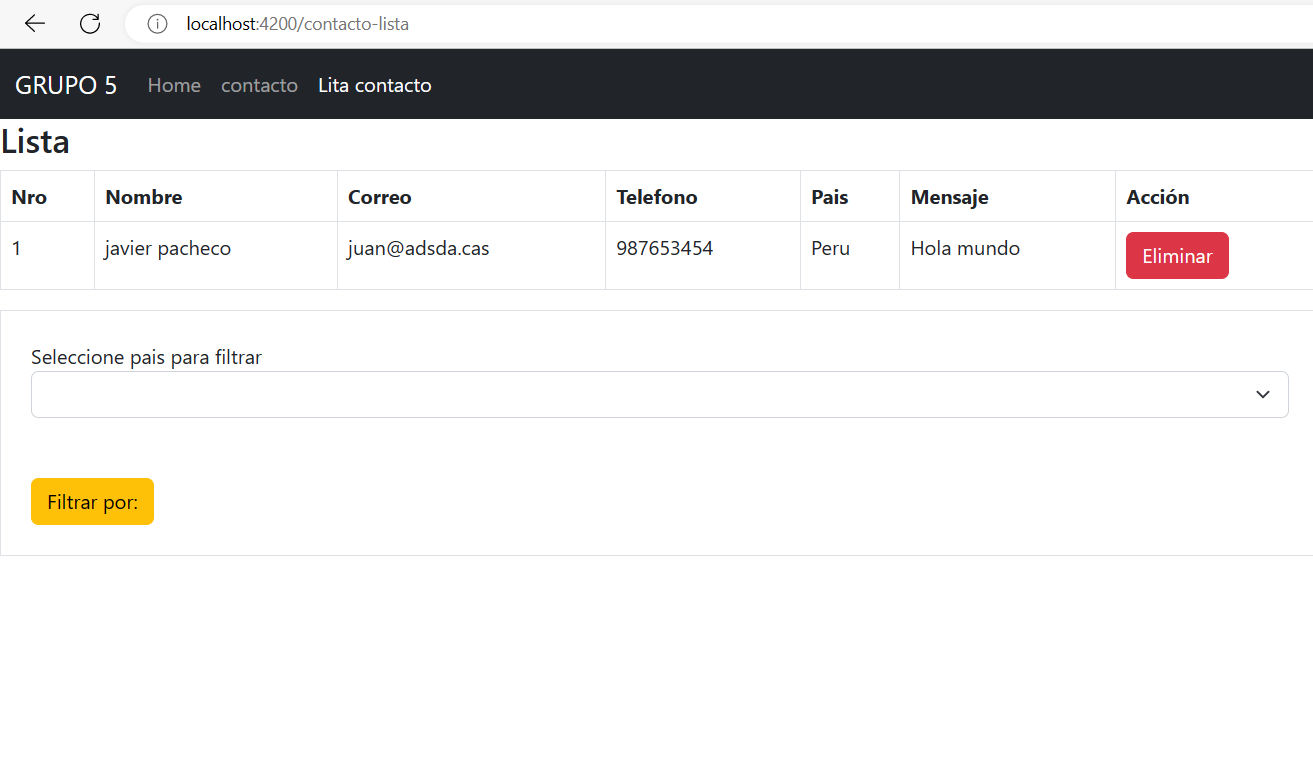 localhost:4200/contacto-lista
GRUPO 5 Home contacto Lita contacto
Lista
Nro Nombre Correo Telefono Pais Mensaje Acción
1 javier pacheco juan@adsda.cas 987653454 Peru Hola mundo Eliminar
Seleccione pais para filtrar
Filtrar por: